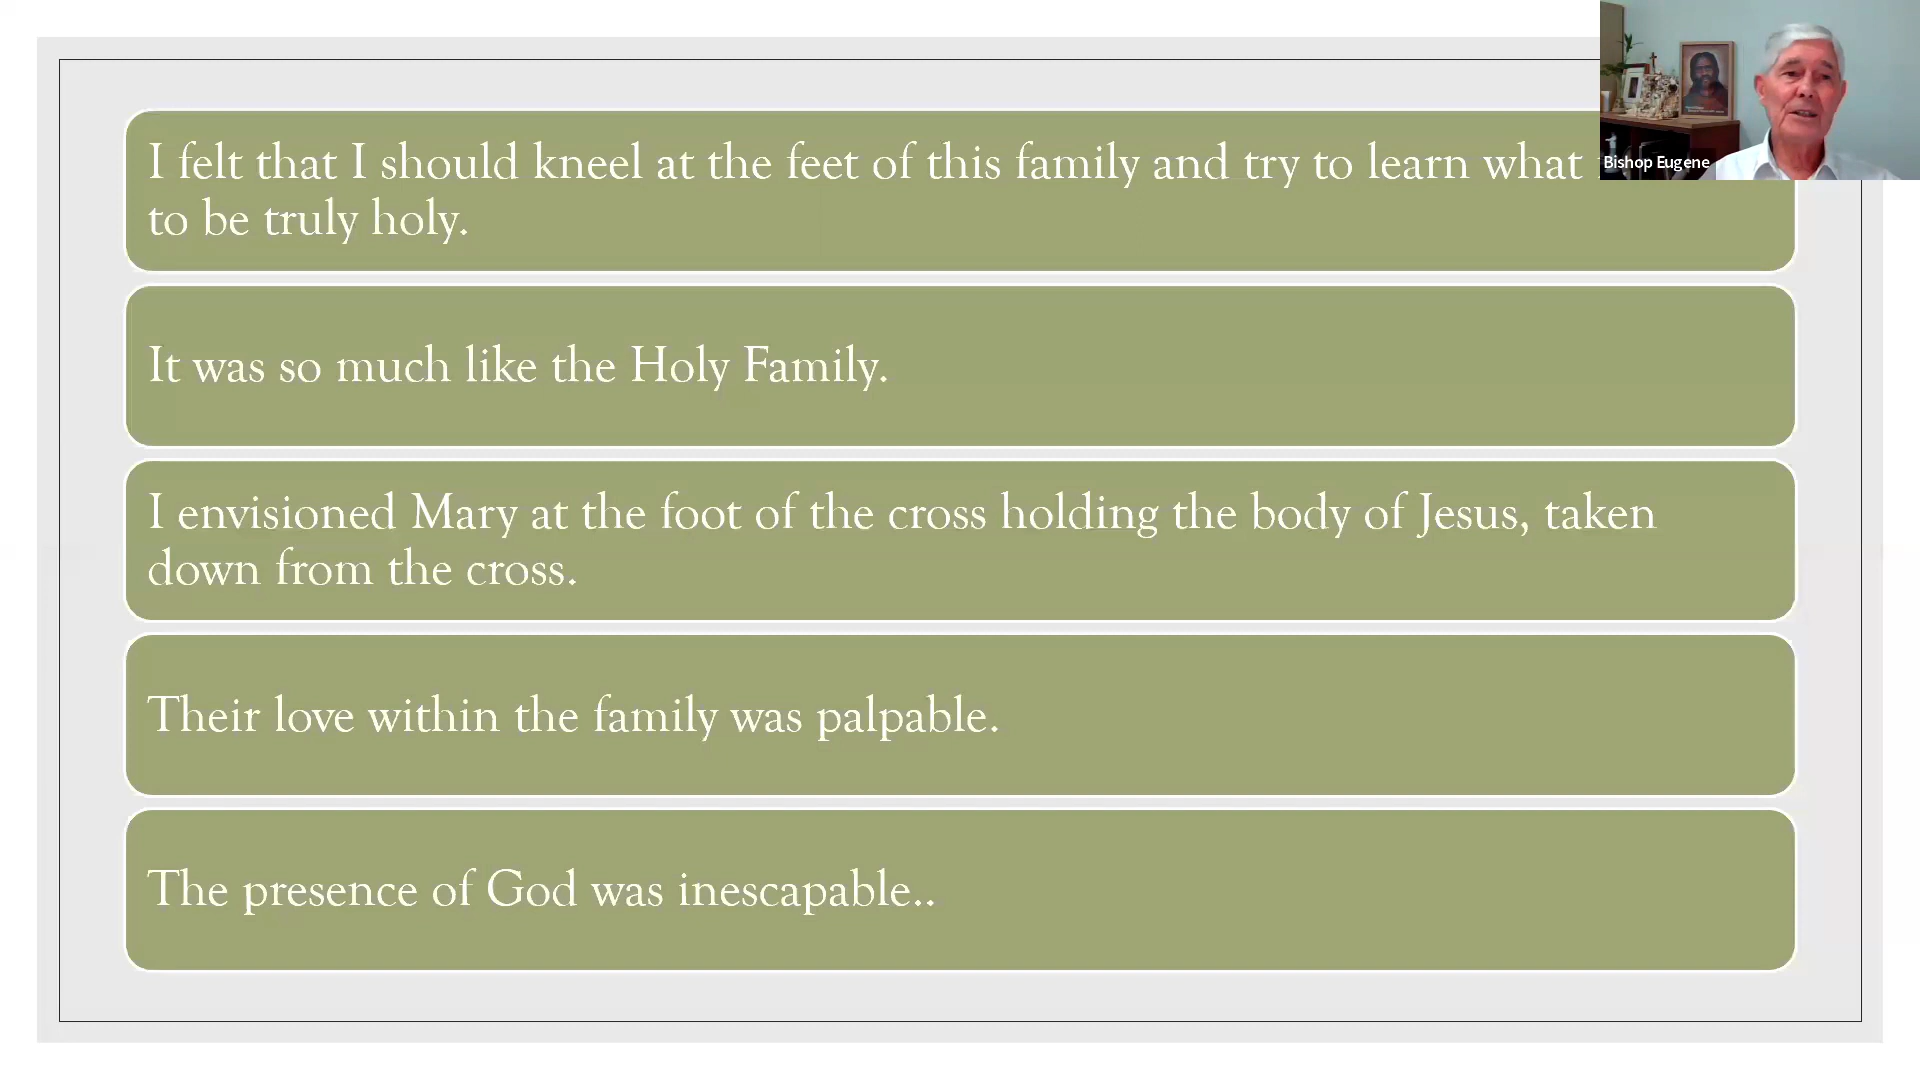 I felt that I should kneel at the feet of this family and try to learn what
to be truly holy.
It was so much like the Holy Family.
I envisioned Mary at the foot of the cross holding the body of Jesus, taken
down from the cross.
Their love within the family was palpable.
The presence of God was inescapable..
Bishop Eugene